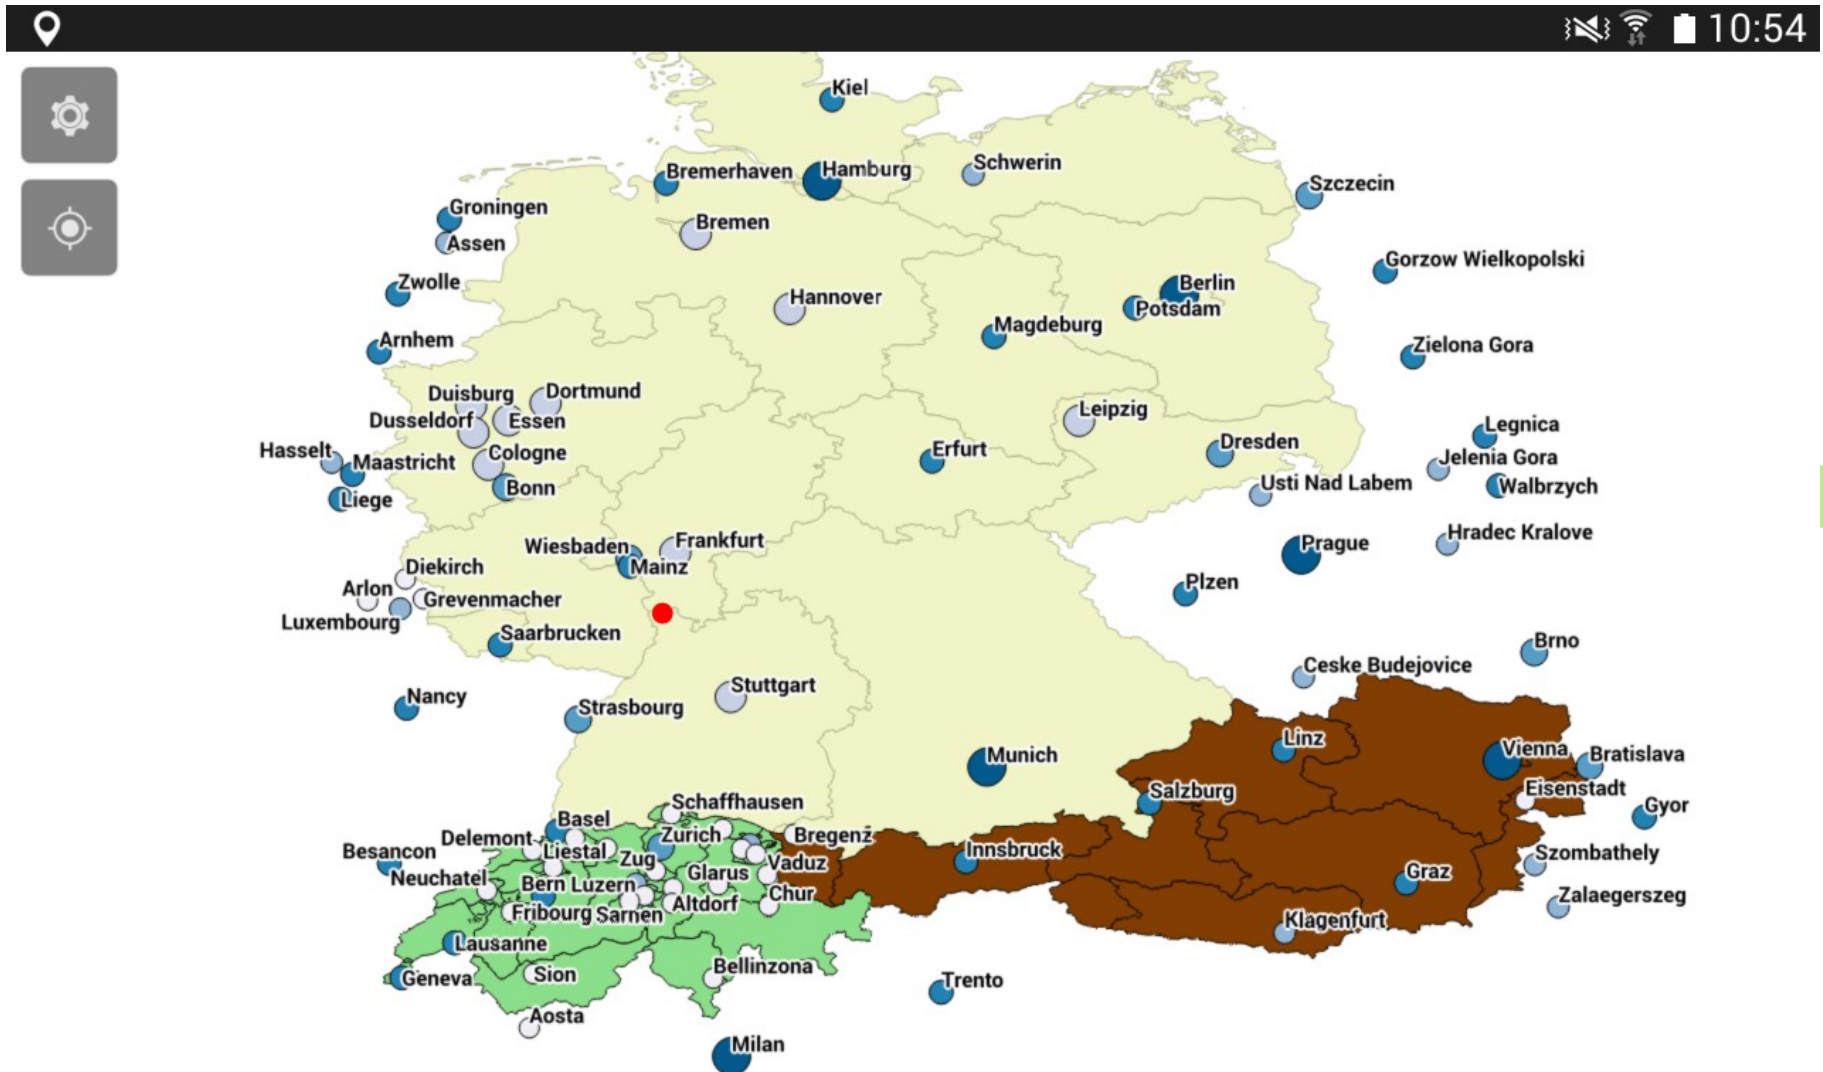 10:54
Kiel
Bremerhaven
Hamburg
Schwerin
Szczecin
Groningen
Bremen
Assen
Gorzow Wielkopolski
Zwolle
Hannover
Berlin
Potsdam
Magdeburg
Arnhem
Zielona Gora
Duisburg
Dortmund
Leipzig
Dusseldorf
Essen
Legnica
Dresden
Hasselt
Maastricht
Cologne
Erfurt
Jelenia Gora
Usti Nad Labem
Walbrzych
Liege
Bonn
Hradec Kralove
Wiesbaden
Frankfurt
Prague
Diekirch
Mainz
Plzen
Arlon
Grevenmacher
Luxembourg
Saarbrucken
Brno
Ceske Budejovice
Nancy
Stuttgart
Strasbourg
Linz
Munich
Vienna
Bratislava
Salzburg
Eisenstadt
Schaffhausen
Gyor
Basel
Delemont
Zurich
Bregenz
Besancon
Liestal
Zug
Vaduz
Innsbruck
Szombathely
Neuchatel
Bern
Luzern
Glarus
Graz
Chur
Zalaegerszeg
Fribourg
Sarnen
Altdorf
Klagenfurt
Lausanne
Geneva
Sion
Bellinzona
Trento
Aosta
Milan